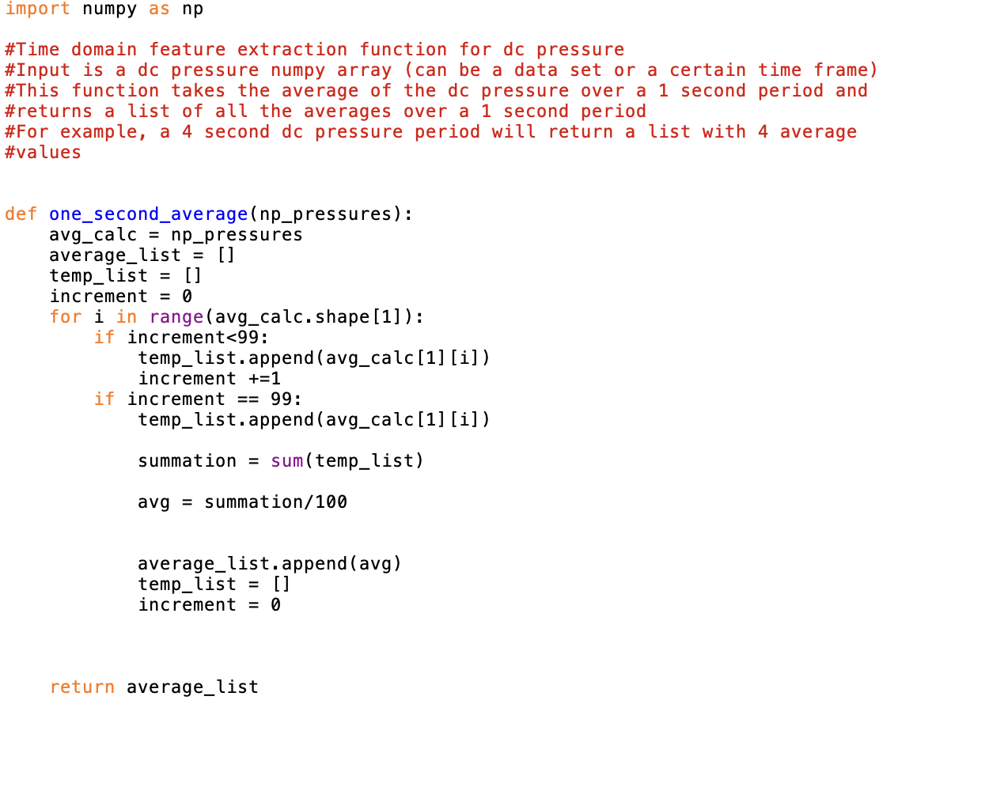 import numpy as np
#Time domain feature extraction function for dc pressure
#Input is a dc pressure numpy array (can be a data set or a certain time frame)
#This function takes the average of the dc pressure over a 1 second period and
#returns a list of all the averages over a 1 second period
#For example, a 4 second dc pressure period will return a list with 4 average
#values
def one_second_average(np_pressures):
    avg_calc = np_pressures
    average_list = []
    temp_list = []
    increment = 0
    for i in range(avg_calc.shape[1]):
        if increment<99:
            temp_list.append(avg_calc[1][i])
            increment +=1
        if increment == 99:
            temp_list.append(avg_calc[1][i])
            summation = sum(temp_list)
            avg = summation/100
            average_list.append(avg)
            temp_list = []
            increment = 0
    return average_list